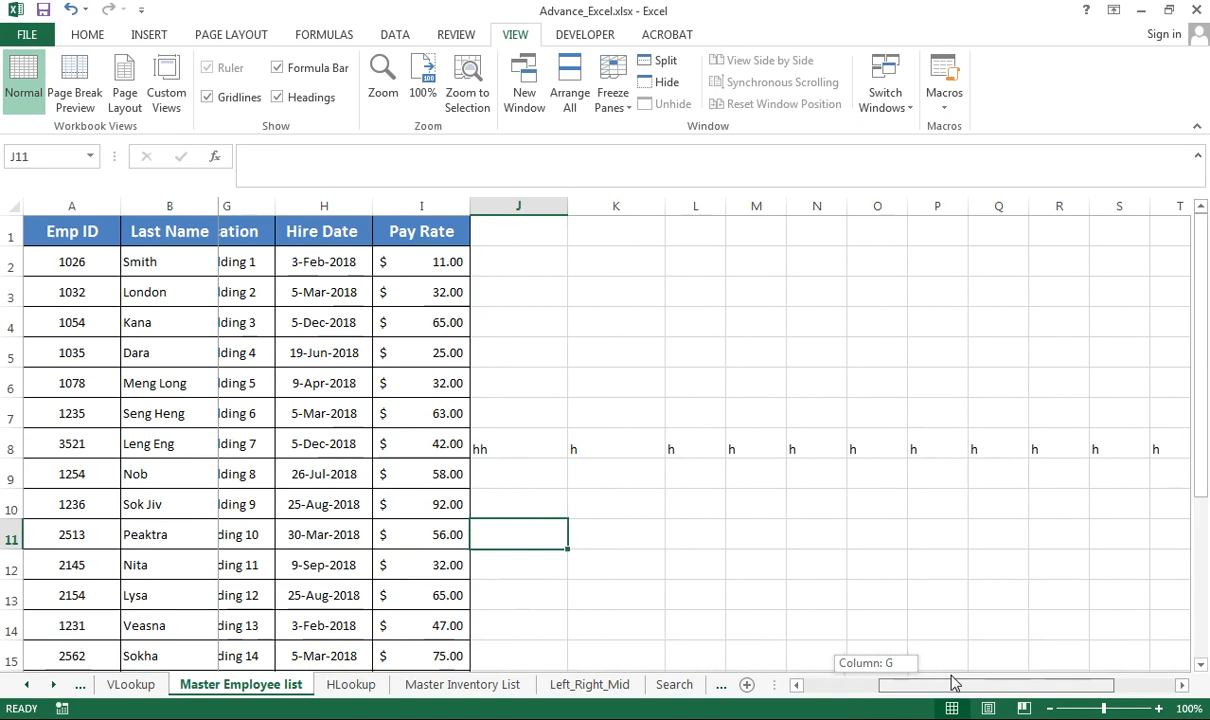 Advance_Excel.xlsx - Excel
?
FILE HOME INSERT PAGE LAYOUT FORMULAS DATA REVIEW VIEW DEVELOPER ACROBAT Sign in
Normal
Page Break Preview
Page Layout
Custom Views
Workbook Views
Ruler
Formula Bar
Gridlines
Headings
Show
Zoom
100%
Zoom to Selection
Zoom
New Window
Arrange All
Freeze Panes
Split
Hide
Unhide
View Side by Side
Synchronous Scrolling
Reset Window Position
Window
Switch Windows
Macros
Macros
J11 fx
A B G H I J K L M N O P Q R S T
1 Emp ID Last Name ation Hire Date Pay Rate
2 1026 Smith lding 1 3-Feb-2018 $ 11.00
3 1032 London lding 2 5-Mar-2018 $ 32.00
4 1054 Kana lding 3 5-Dec-2018 $ 65.00
5 1035 Dara lding 4 19-Jun-2018 $ 25.00
6 1078 Meng Long lding 5 9-Apr-2018 $ 32.00
7 1235 Seng Heng lding 6 5-Mar-2018 $ 63.00
8 3521 Leng Eng lding 7 5-Dec-2018 $ 42.00 hh h h h h h h h h h h
9 1254 Nob lding 8 26-Jul-2018 $ 58.00
10 1236 Sok Jiv lding 9 25-Aug-2018 $ 92.00
11 2513 Peaktra ding 10 30-Mar-2018 $ 56.00
12 2145 Nita ding 11 9-Sep-2018 $ 32.00
13 2154 Lysa ding 12 25-Aug-2018 $ 65.00
14 1231 Veasna ding 13 3-Feb-2018 $ 47.00
15 2562 Sokha ding 14 5-Mar-2018 $ 75.00
Column: G
... VLookup Master Employee list HLookup Master Inventory List Left_Right_Mid Search ...
READY 100%